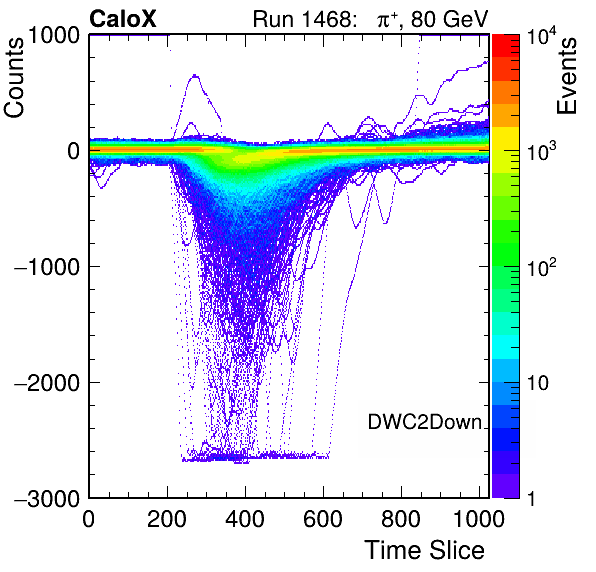 CaloX Run 1468: π⁺, 80 GeV
Counts
Events
1000
0
−1000
−2000
−3000
0 200 400 600 800 1000
Time Slice
DWC2Down
10⁴
10³
10²
10
1